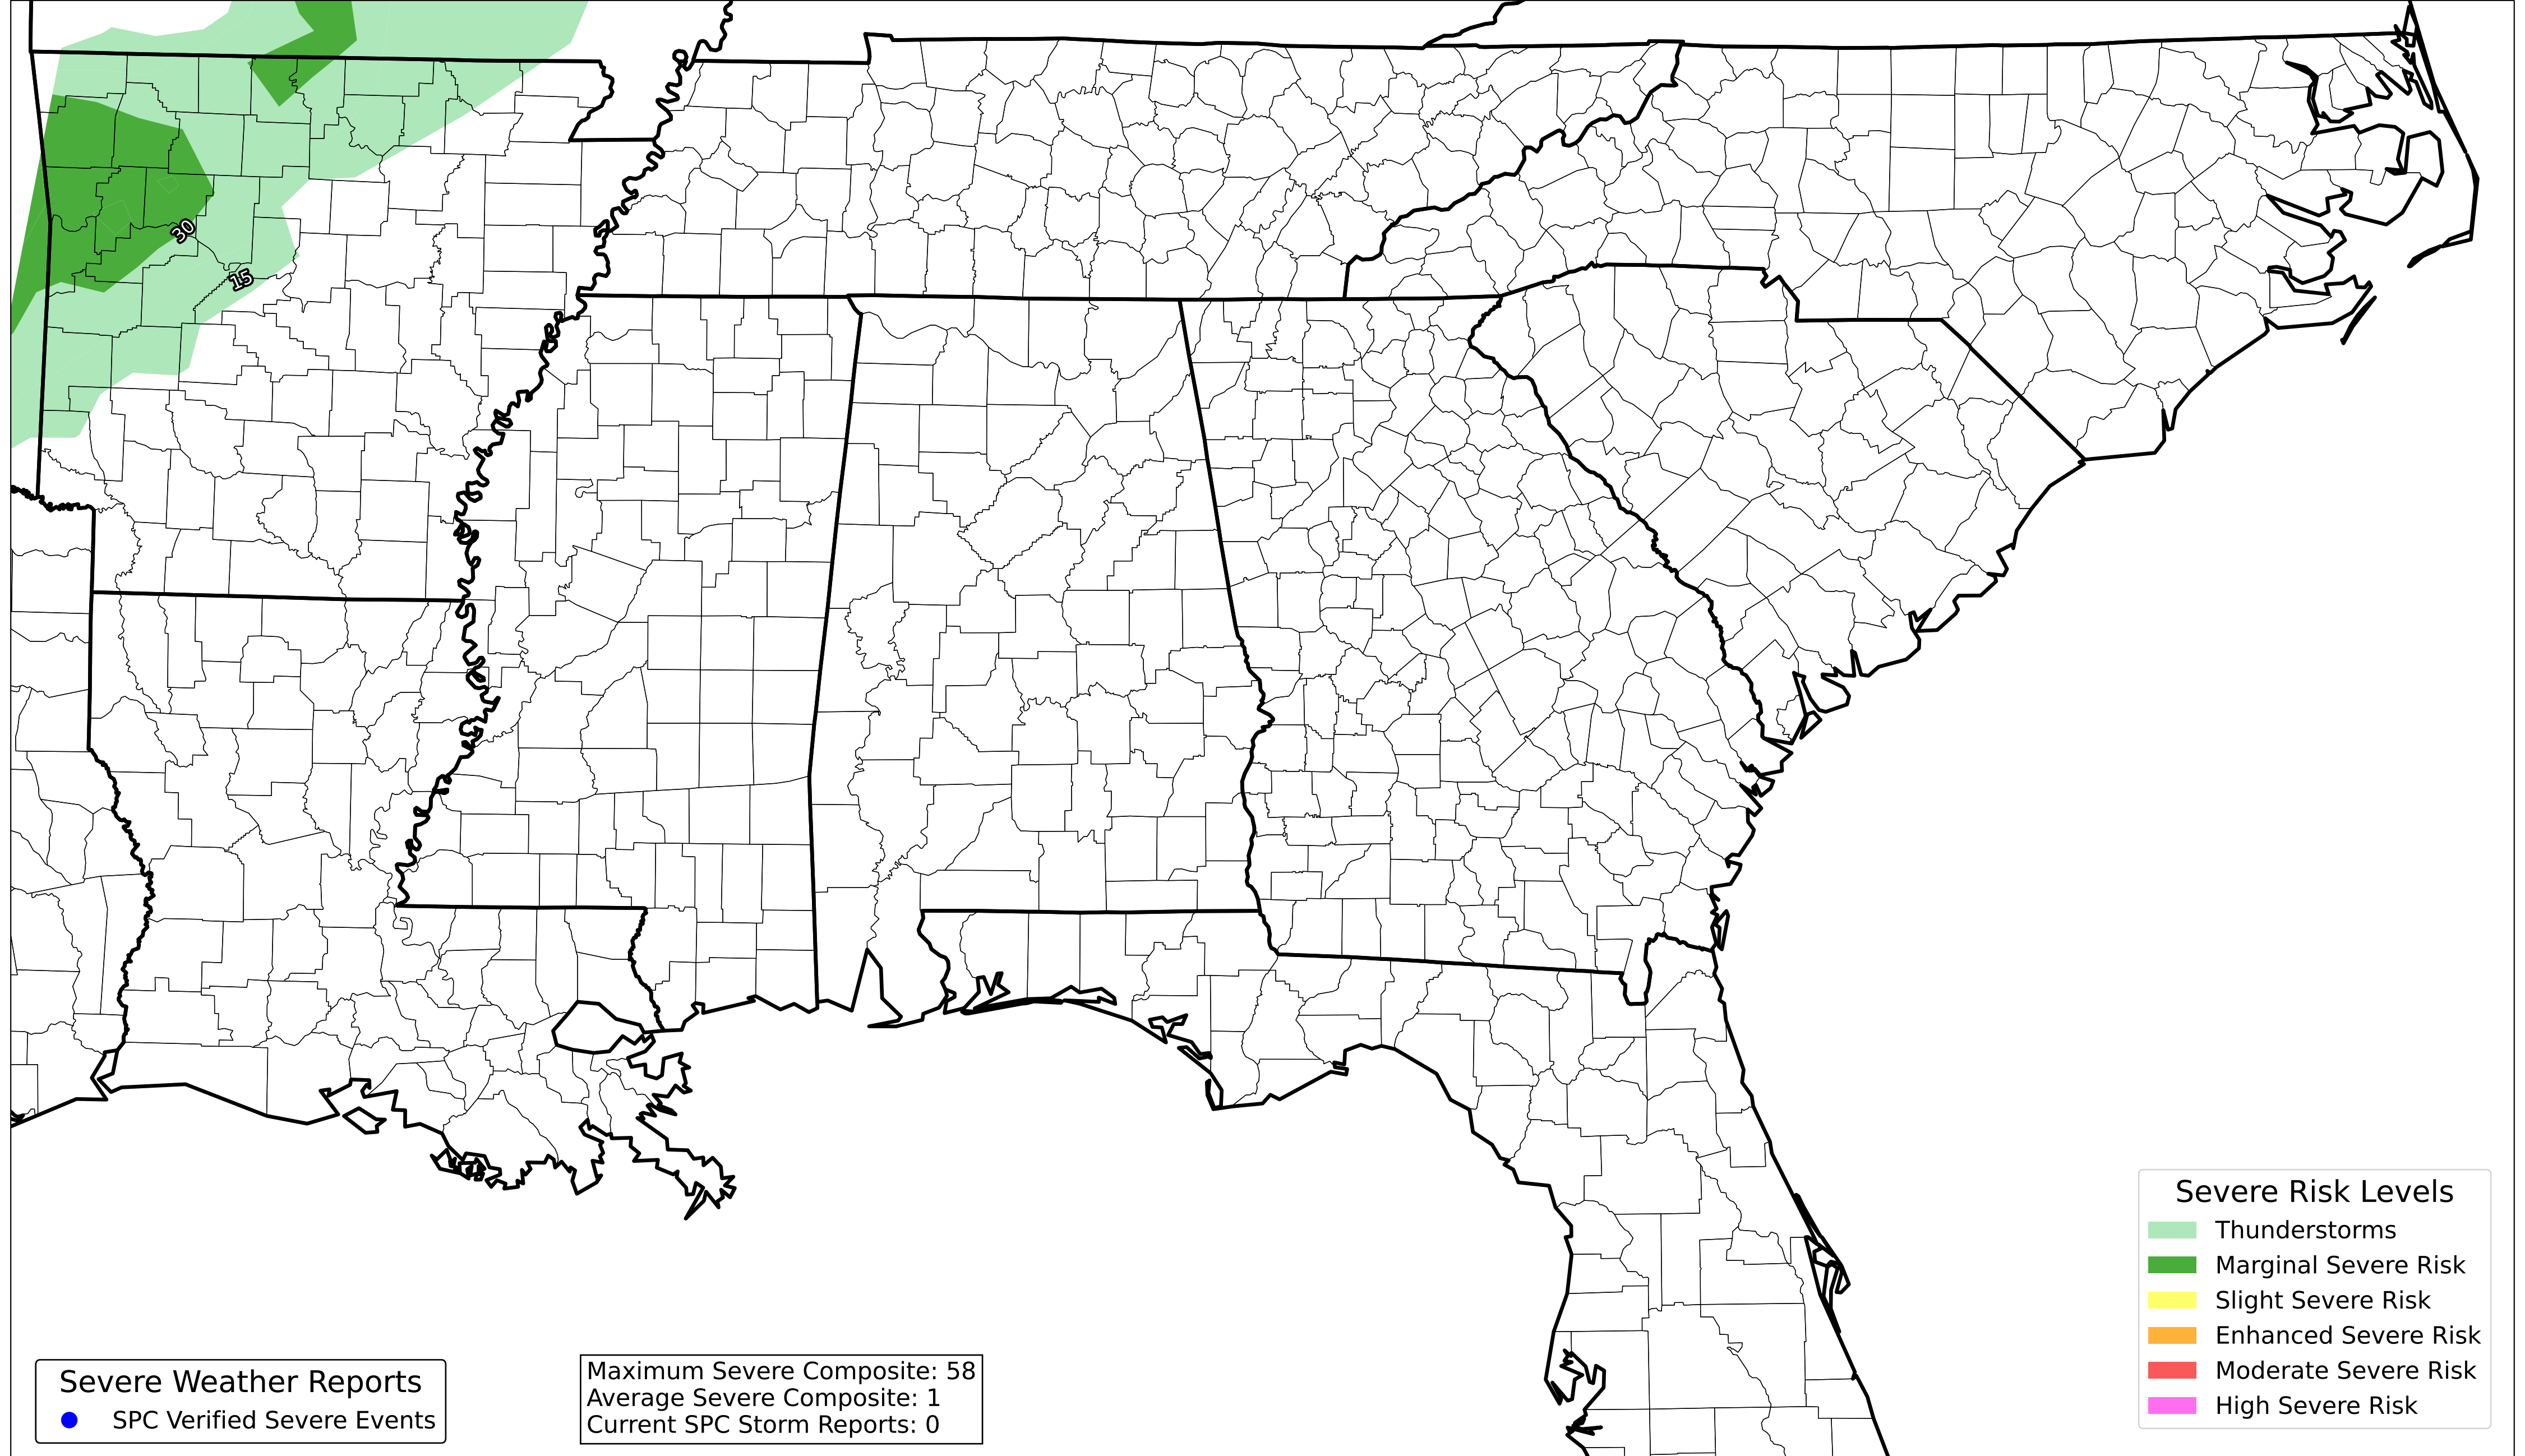 30
15
Severe Risk Levels
Thunderstorms
Marginal Severe Risk
Slight Severe Risk
Enhanced Severe Risk
Moderate Severe Risk
High Severe Risk
Severe Weather Reports
SPC Verified Severe Events
Maximum Severe Composite: 58
Average Severe Composite: 1
Current SPC Storm Reports: 0